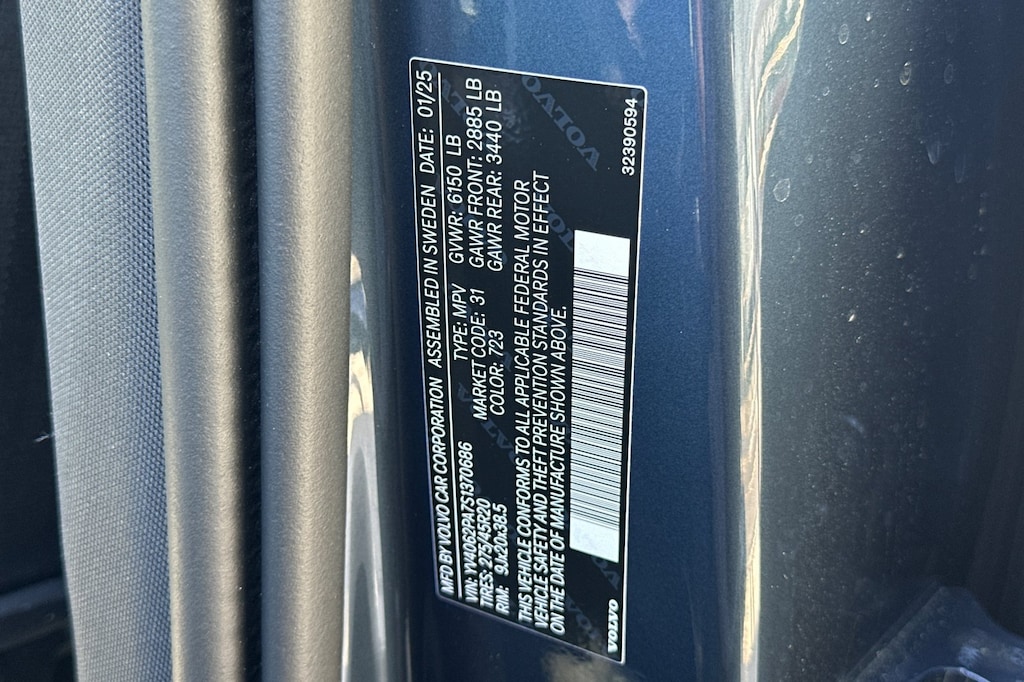 MFD BY VOLVO CAR CORPORATION ASSEMBLED IN SWEDEN DATE: 01/25
VIN: YV4062PA7S1370686 TYPE: MPV GVWR: 6150 LB
TIRES: 275/45R20 MARKET CODE: 31 GAWR FRONT: 2885 LB
RIM: 9Jx20x38.5 COLOR: 723 GAWR REAR: 3440 LB
THIS VEHICLE CONFORMS TO ALL APPLICABLE FEDERAL MOTOR
VEHICLE SAFETY AND THEFT PREVENTION STANDARDS IN EFFECT
ON THE DATE OF MANUFACTURE SHOWN ABOVE.
VOLVO 32390594